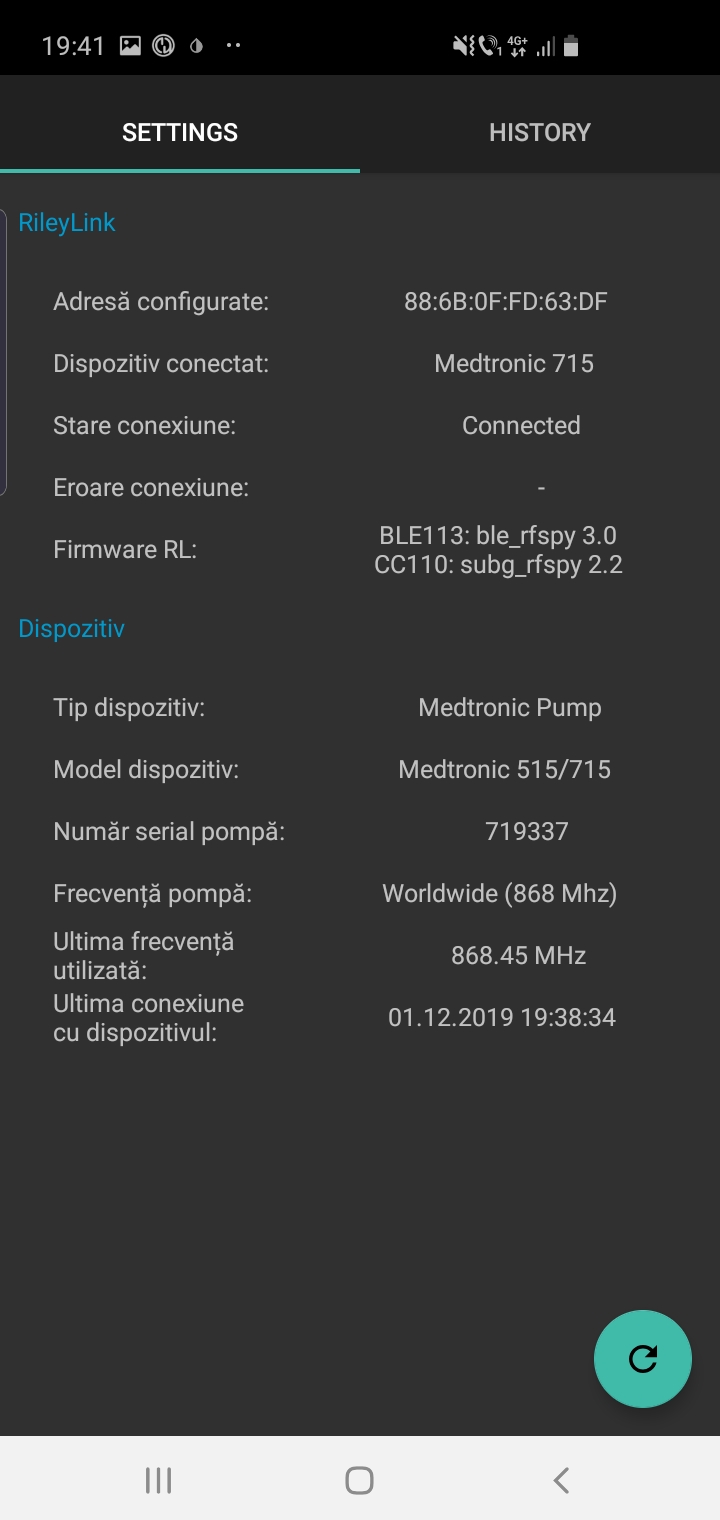 19:41
1 4G+
SETTINGS HISTORY
RileyLink
Adresă configurate: 88:6B:0F:FD:63:DF
Dispozitiv conectat: Medtronic 715
Stare conexiune: Connected
Eroare conexiune: -
Firmware RL: BLE113: ble_rfspy 3.0
CC110: subg_rfspy 2.2
Dispozitiv
Tip dispozitiv: Medtronic Pump
Model dispozitiv: Medtronic 515/715
Număr serial pompă: 719337
Frecvență pompă: Worldwide (868 Mhz)
Ultima frecvență
utilizată: 868.45 MHz
Ultima conexiune
cu dispozitivul: 01.12.2019 19:38:34